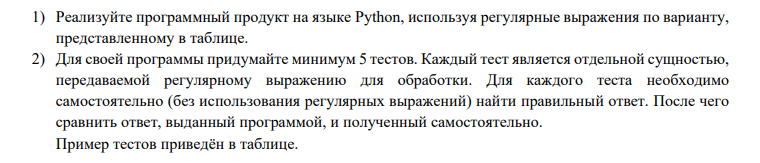 1) Реализуйте программный продукт на языке Python, используя регулярные выражения по варианту,
представленному в таблице.
2) Для своей программы придумайте минимум 5 тестов. Каждый тест является отдельной сущностью,
передаваемой регулярному выражению для обработки. Для каждого теста необходимо
самостоятельно (без использования регулярных выражений) найти правильный ответ. После чего
сравнить ответ, выданный программой, и полученный самостоятельно.
Пример тестов приведён в таблице.